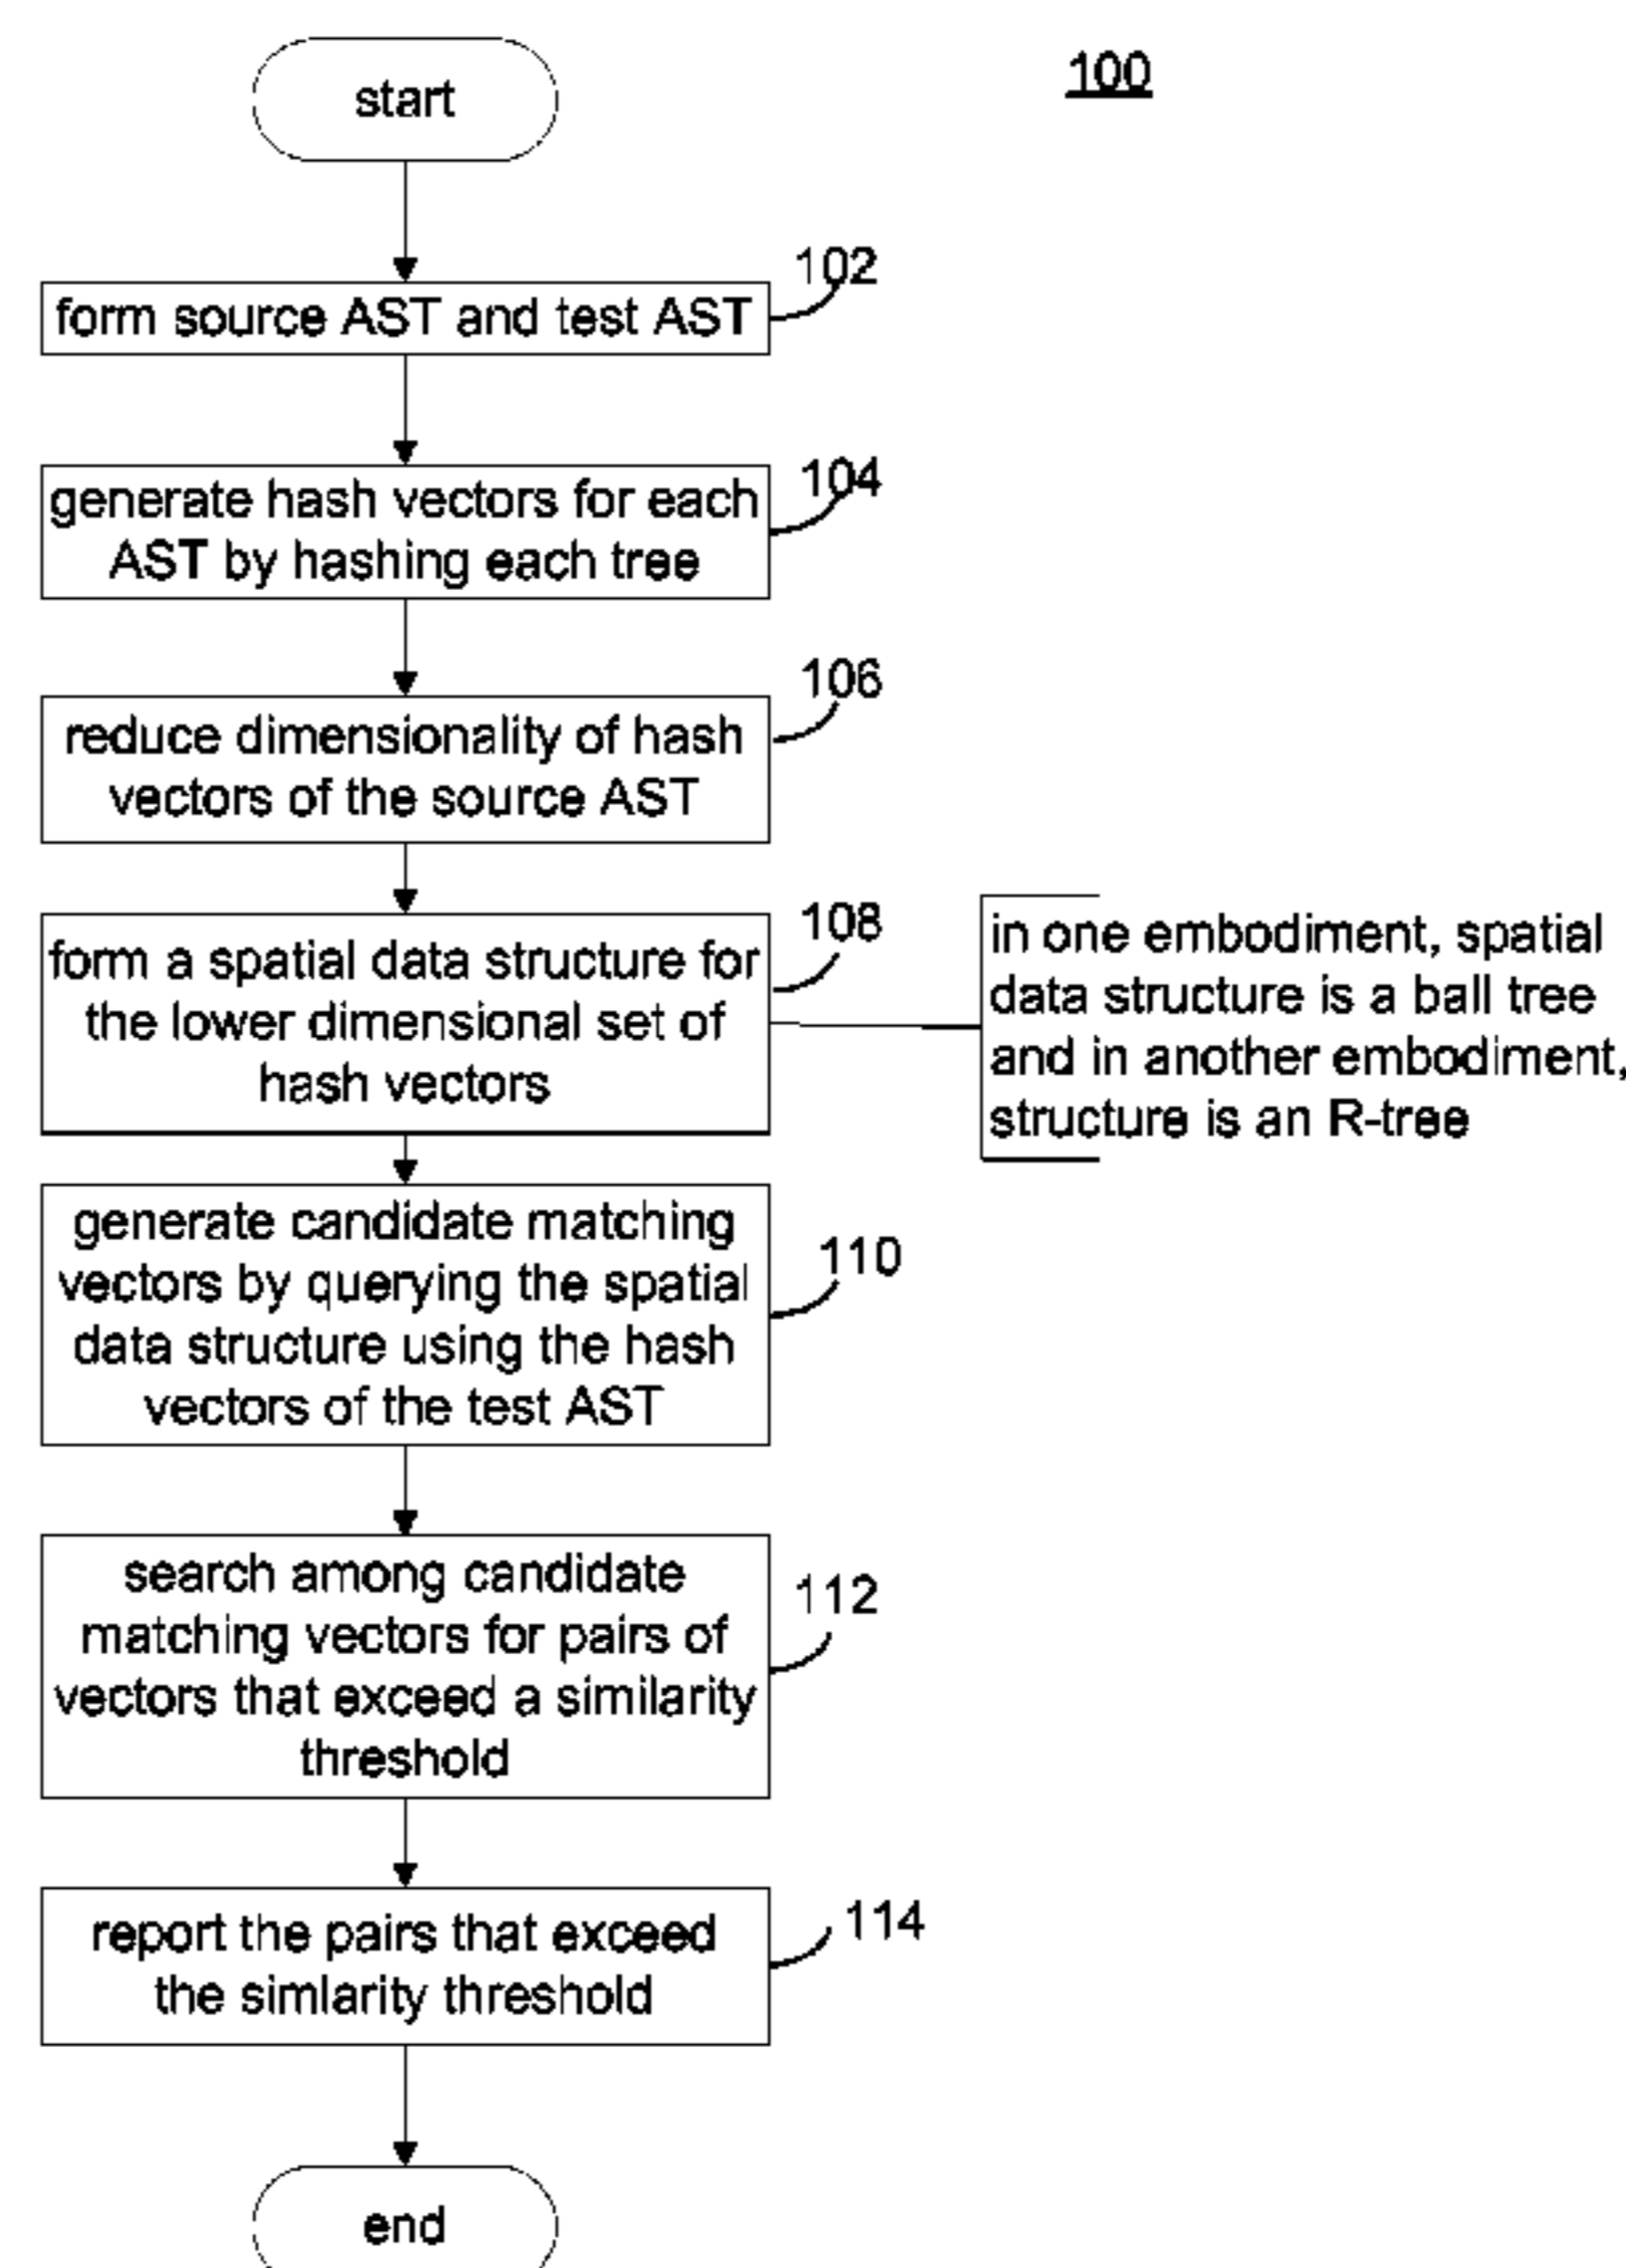 start
100
102
form source AST and test AST
104
generate hash vectors for each
AST by hashing each tree
106
reduce dimensionality of hash
vectors of the source AST
108
form a spatial data structure for
the lower dimensional set of
hash vectors
in one embodiment, spatial
data structure is a ball tree
and in another embodiment,
structure is an R-tree
110
generate candidate matching
vectors by querying the spatial
data structure using the hash
vectors of the test AST
112
search among candidate
matching vectors for pairs of
vectors that exceed a similarity
threshold
114
report the pairs that exceed
the simlarity threshold
end